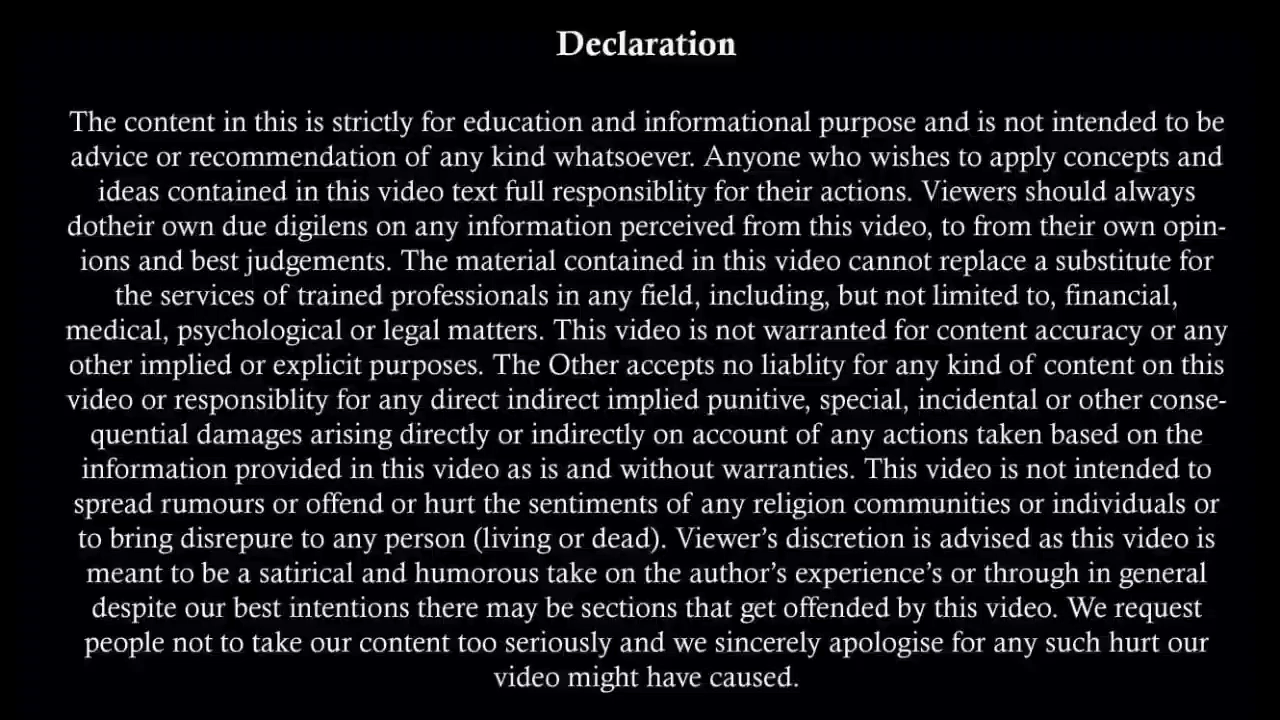 Declaration
The content in this is strictly for education and informational purpose and is not intended to be
advice or recommendation of any kind whatsoever. Anyone who wishes to apply concepts and
ideas contained in this video text full responsiblity for their actions. Viewers should always
dotheir own due digilens on any information perceived from this video, to from their own opin-
ions and best judgements. The material contained in this video cannot replace a substitute for
the services of trained professionals in any field, including, but not limited to, financial,
medical, psychological or legal matters. This video is not warranted for content accuracy or any
other implied or explicit purposes. The Other accepts no liablity for any kind of content on this
video or responsiblity for any direct indirect implied punitive, special, incidental or other conse-
quential damages arising directly or indirectly on account of any actions taken based on the
information provided in this video as is and without warranties. This video is not intended to
spread rumours or offend or hurt the sentiments of any religion communities or individuals or
to bring disrepure to any person (living or dead). Viewer's discretion is advised as this video is
meant to be a satirical and humorous take on the author's experience's or through in general
despite our best intentions there may be sections that get offended by this video. We request
people not to take our content too seriously and we sincerely apologise for any such hurt our
video might have caused.